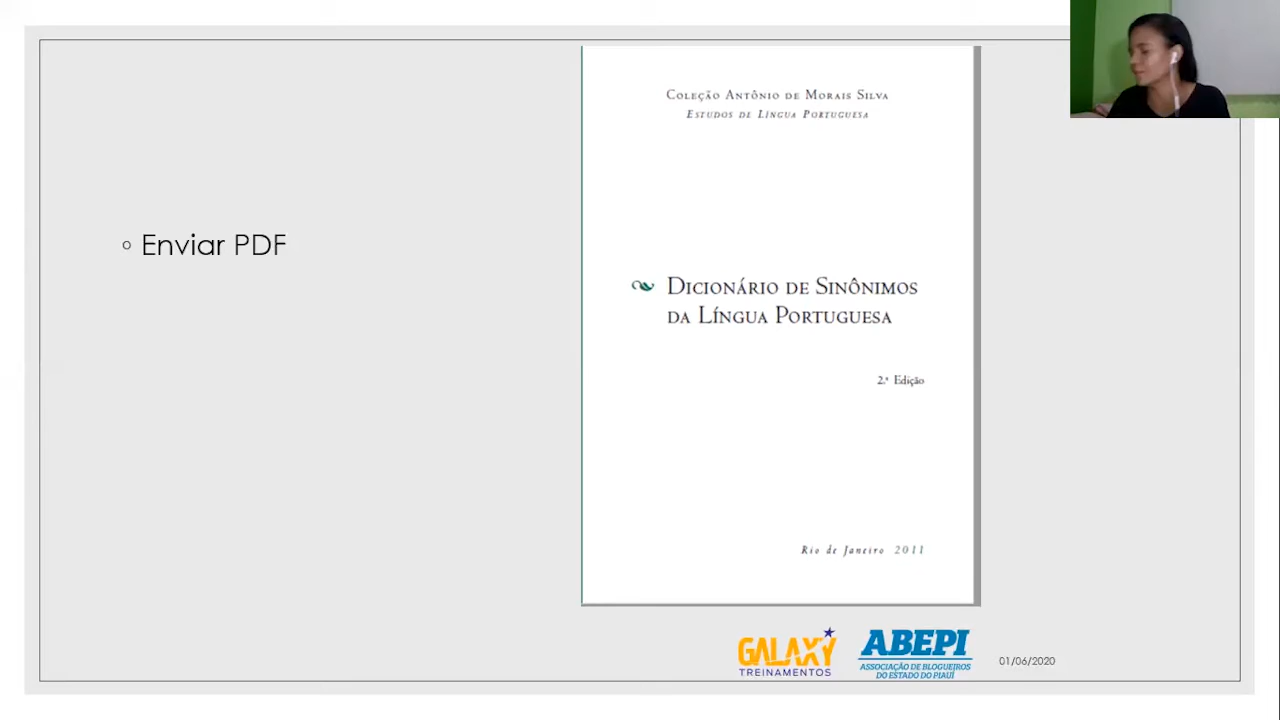 Enviar PDF
Coleção Antônio de Morais Silva
Estudos de Língua Portuguesa
Dicionário de Sinônimos
da Língua Portuguesa
2.ª Edição
Rio de Janeiro 2011
GALAXY
TREINAMENTOS
ABEPI
ASSOCIAÇÃO DE BLOGUEIROS
DO ESTADO DO PIAUÍ
01/06/2020